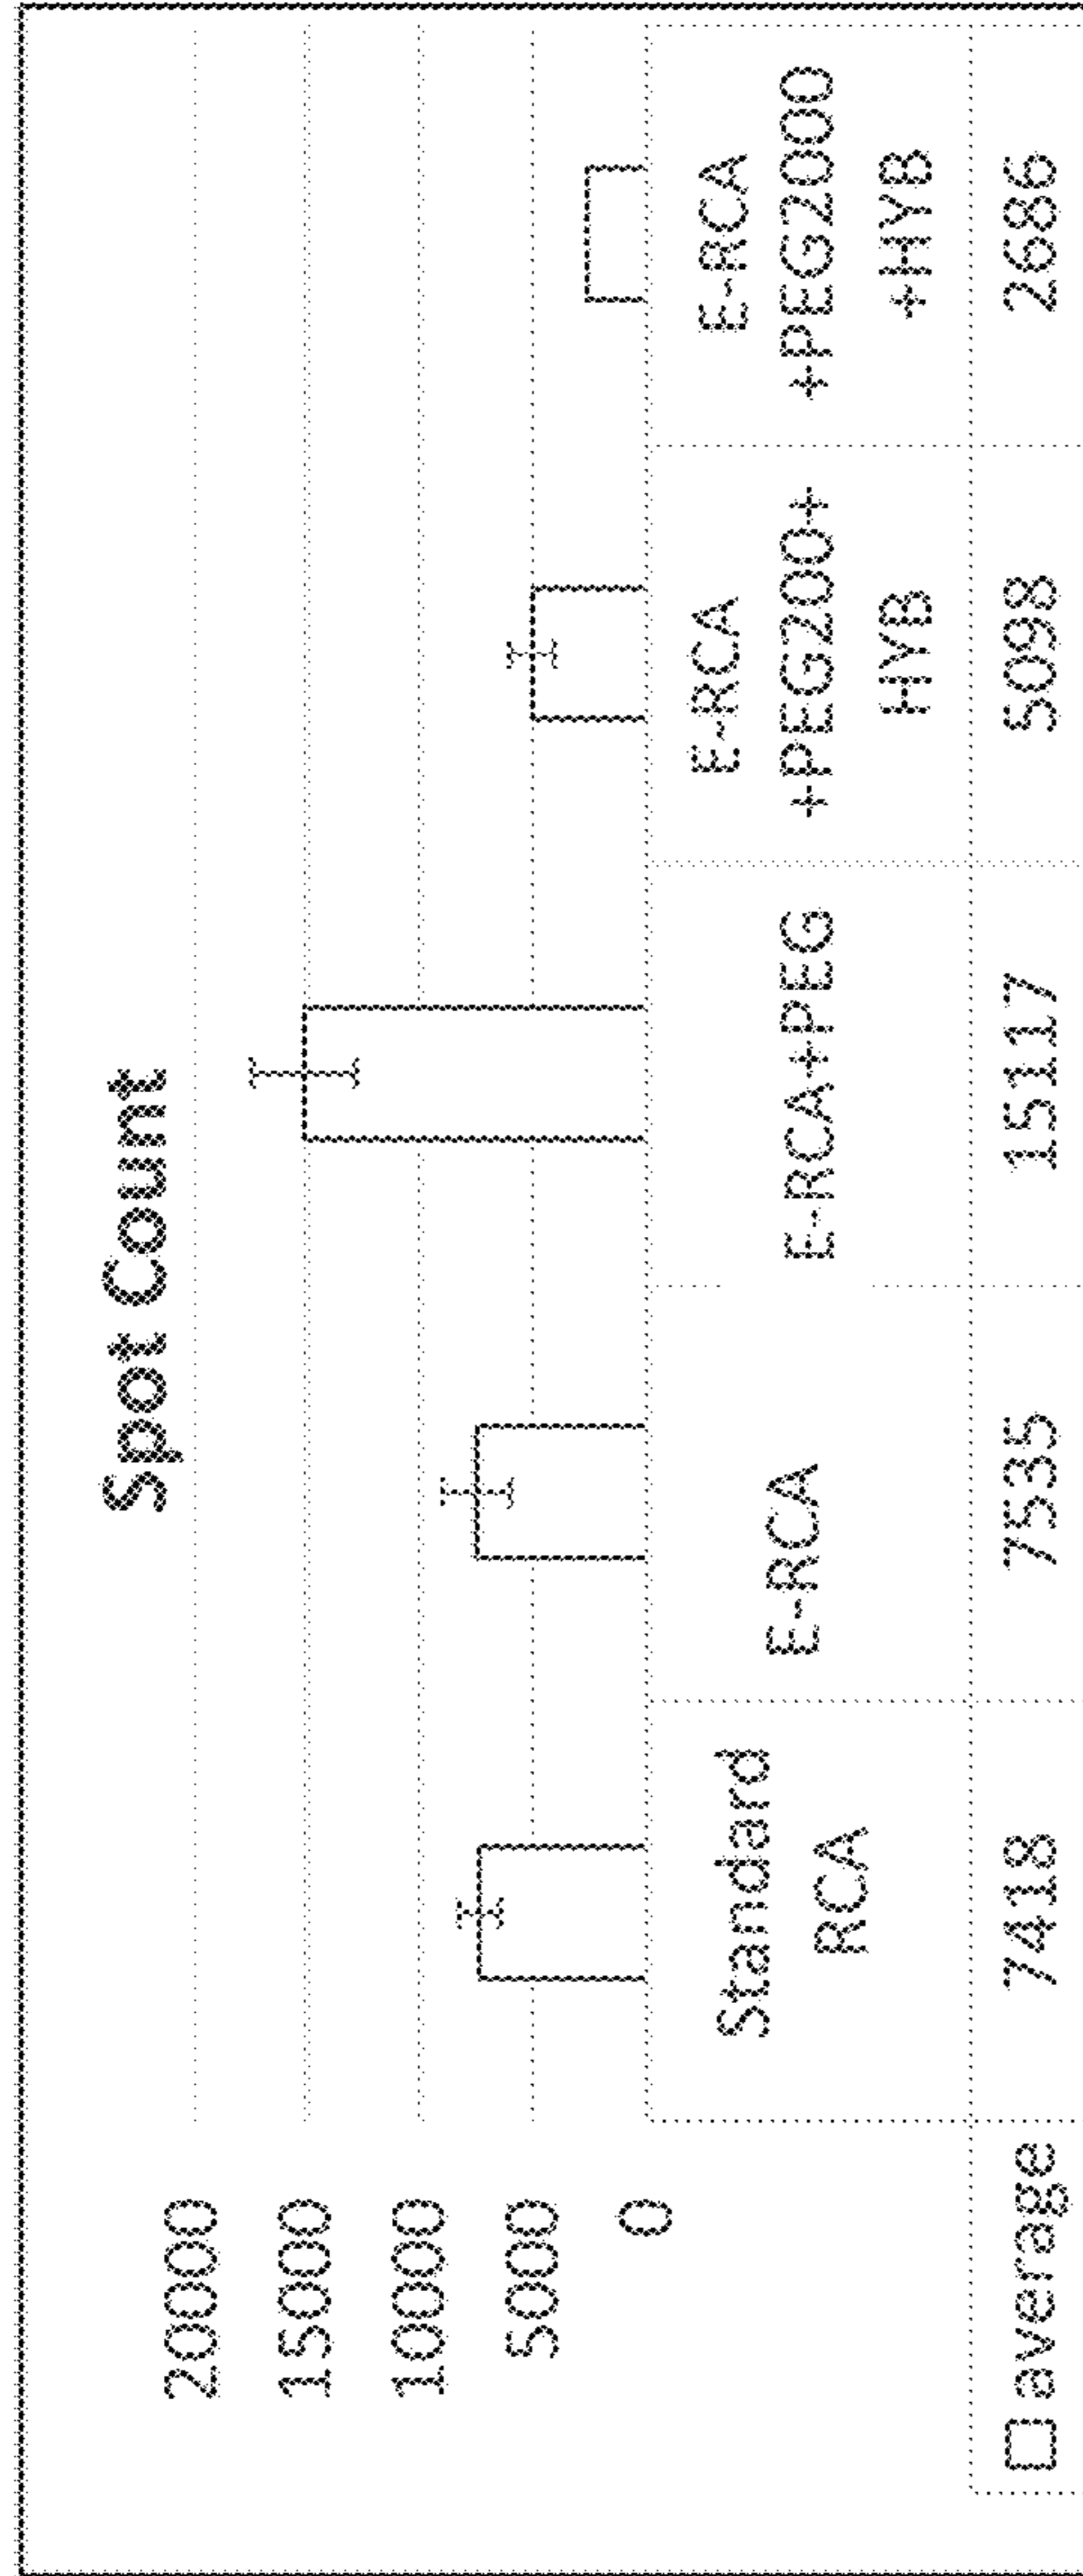 Spot Count
20000
15000
10000
5000
0
Standard
RCA
E-RCA
E-RCA+PEG
E-RCA
+PEG200+
HYB
E-RCA
+PEG2000
+HYB
average
7418
7535
15117
5098
2686